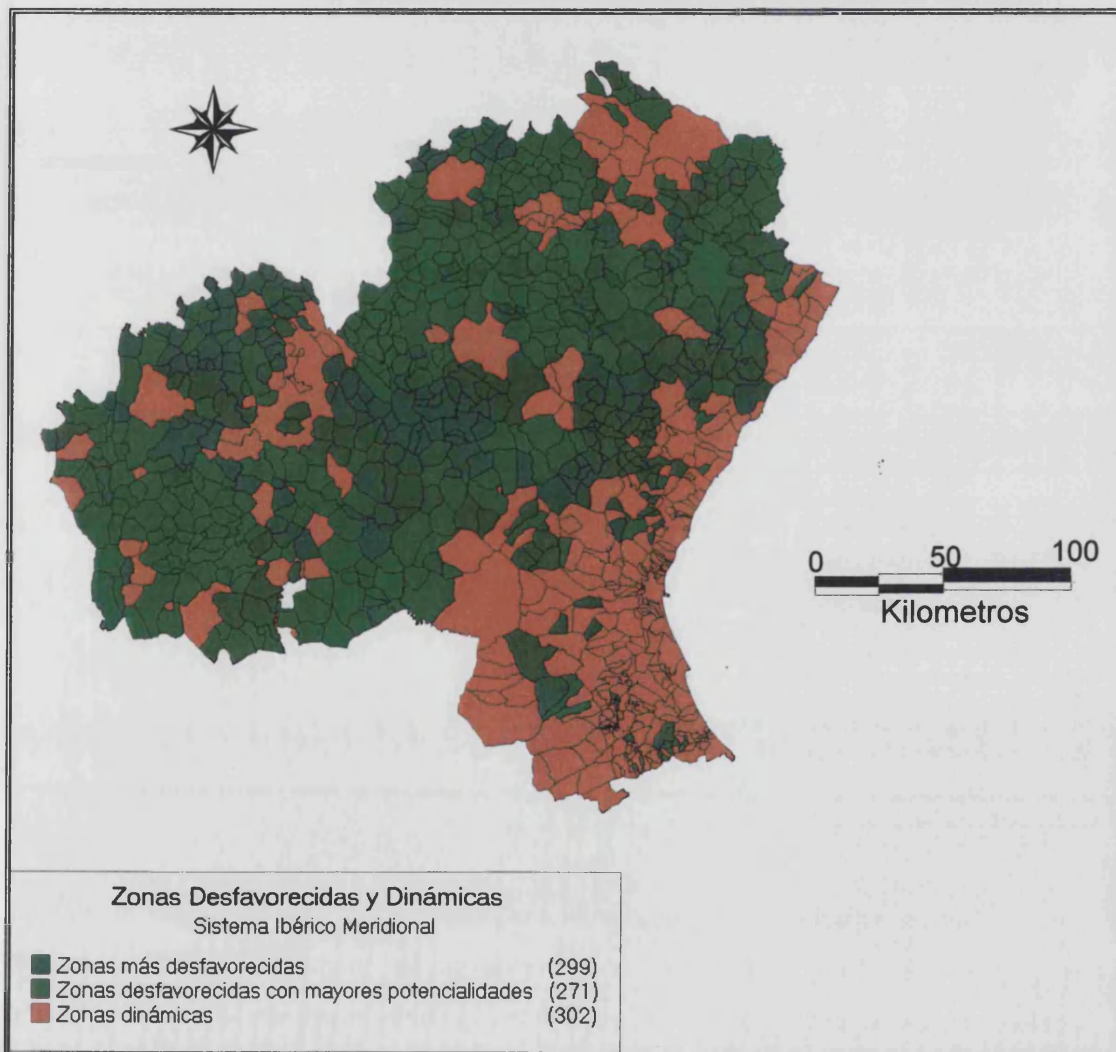 0 50 100
Kilometros
Zonas Desfavorecidas y Dinámicas
Sistema Ibérico Meridional
Zonas más desfavorecidas (299)
Zonas desfavorecidas con mayores potencialidades (271)
Zonas dinámicas (302)